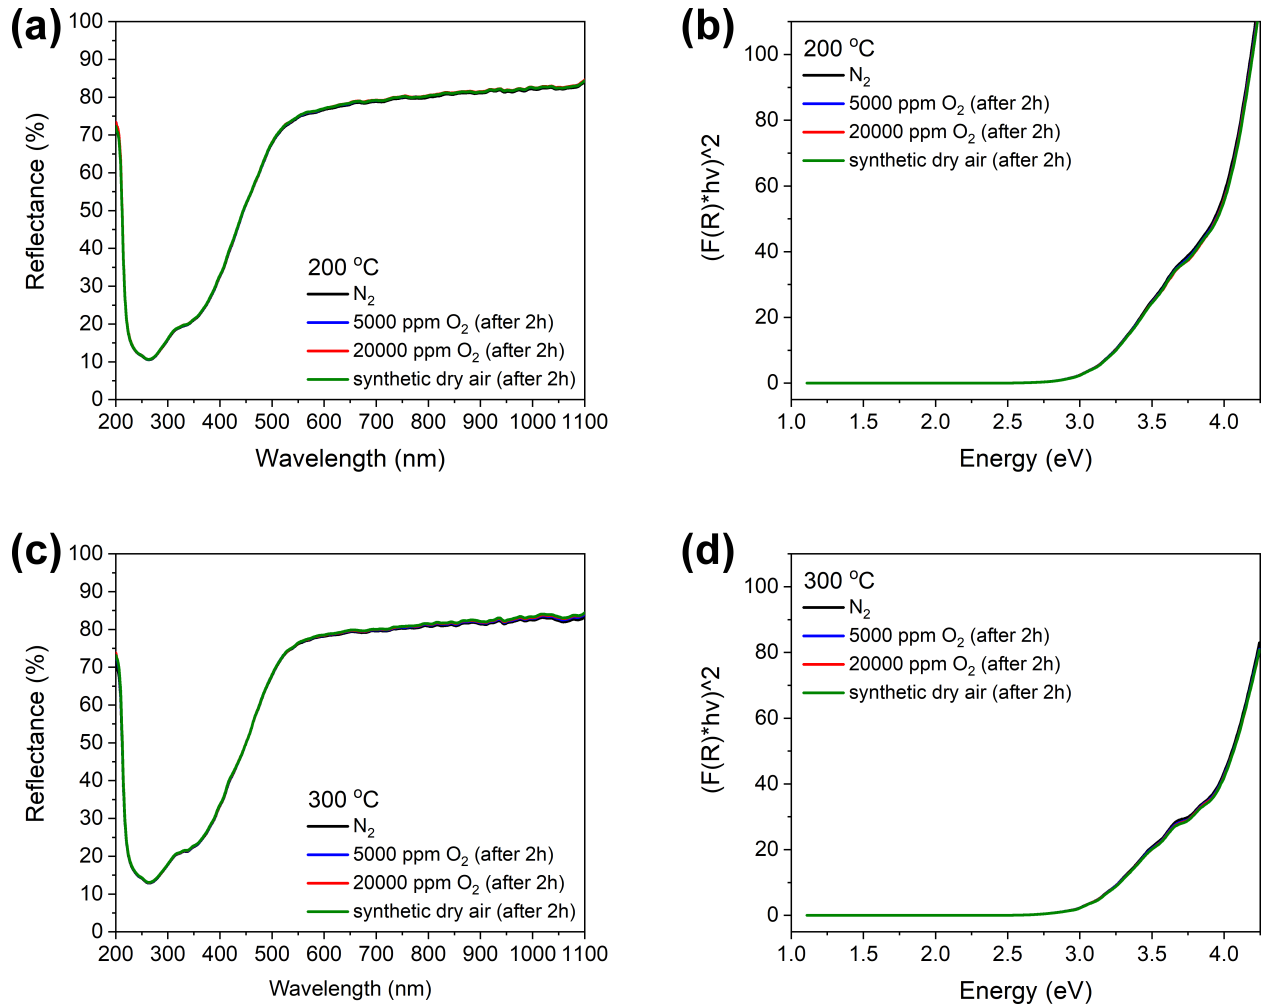 (a)
100
90
80
70
60
50
40
30
20
10
0
Reflectance (%)
200 °C
N₂
5000 ppm O₂ (after 2h)
20000 ppm O₂ (after 2h)
synthetic dry air (after 2h)
200 300 400 500 600 700 800 900 1000 1100
Wavelength (nm)
(b)
100
80
60
40
20
0
(F(R)*hv)^2
200 °C
N₂
5000 ppm O₂ (after 2h)
20000 ppm O₂ (after 2h)
synthetic dry air (after 2h)
1.0 1.5 2.0 2.5 3.0 3.5 4.0
Energy (eV)
(c)
100
90
80
70
60
50
40
30
20
10
0
Reflectance (%)
300 °C
N₂
5000 ppm O₂ (after 2h)
20000 ppm O₂ (after 2h)
synthetic dry air (after 2h)
200 300 400 500 600 700 800 900 1000 1100
Wavelength (nm)
(d)
100
80
60
40
20
0
(F(R)*hv)^2
300 °C
N₂
5000 ppm O₂ (after 2h)
20000 ppm O₂ (after 2h)
synthetic dry air (after 2h)
1.0 1.5 2.0 2.5 3.0 3.5 4.0
Energy (eV)